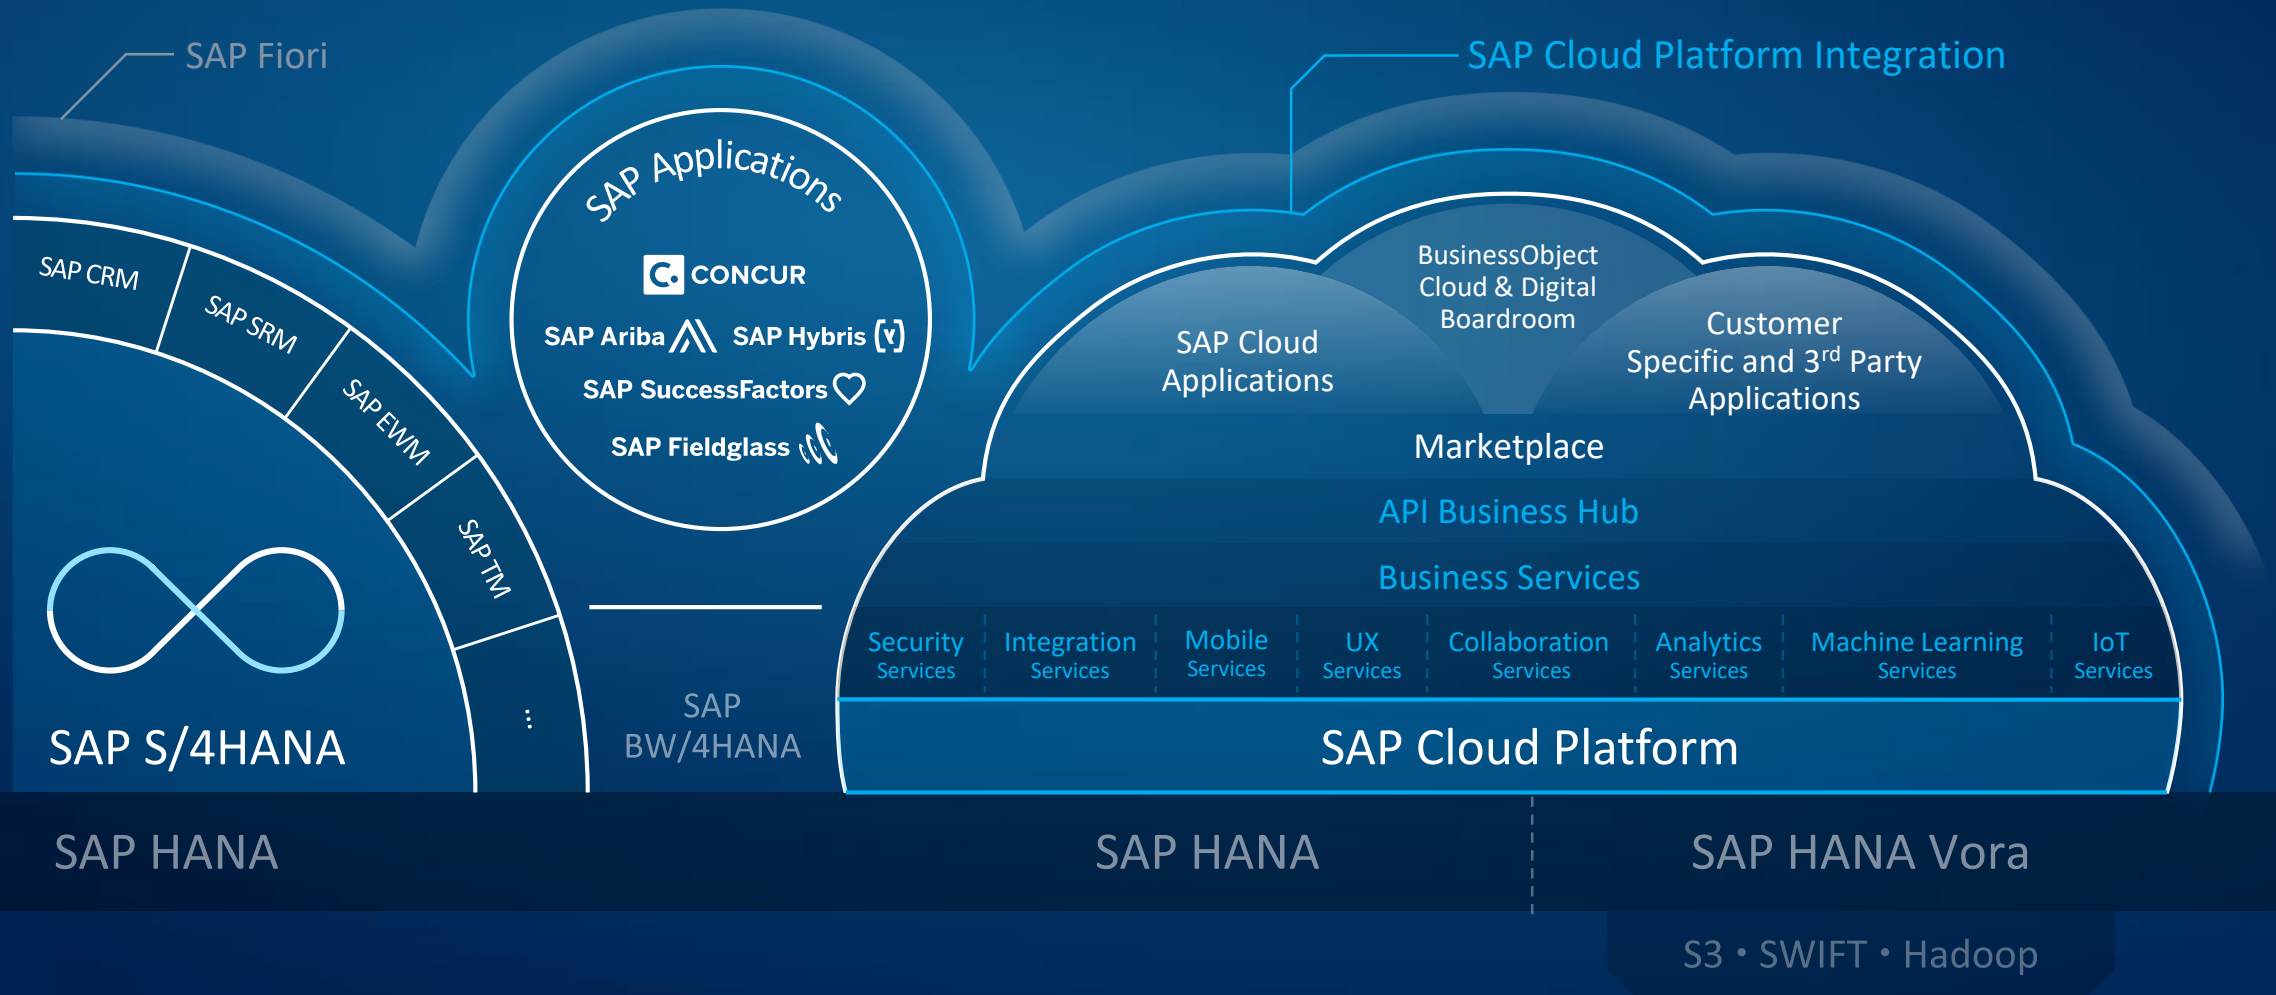 SAP Fiori
SAP Cloud Platform Integration
SAP CRM
SAP SRM
SAP EWM
SAP TM
...
SAP S/4HANA
SAP Applications
C. CONCUR
SAP Ariba
SAP Hybris (Y)
SAP SuccessFactors
SAP Fieldglass
SAP
BW/4HANA
SAP Cloud
Applications
BusinessObject
Cloud & Digital
Boardroom
Customer
Specific and 3rd Party
Applications
Marketplace
API Business Hub
Business Services
Security
Services
Integration
Services
Mobile
Services
UX
Services
Collaboration
Services
Analytics
Services
Machine Learning
Services
IoT
Services
SAP Cloud Platform
SAP HANA
SAP HANA
SAP HANA Vora
S3 • SWIFT • Hadoop